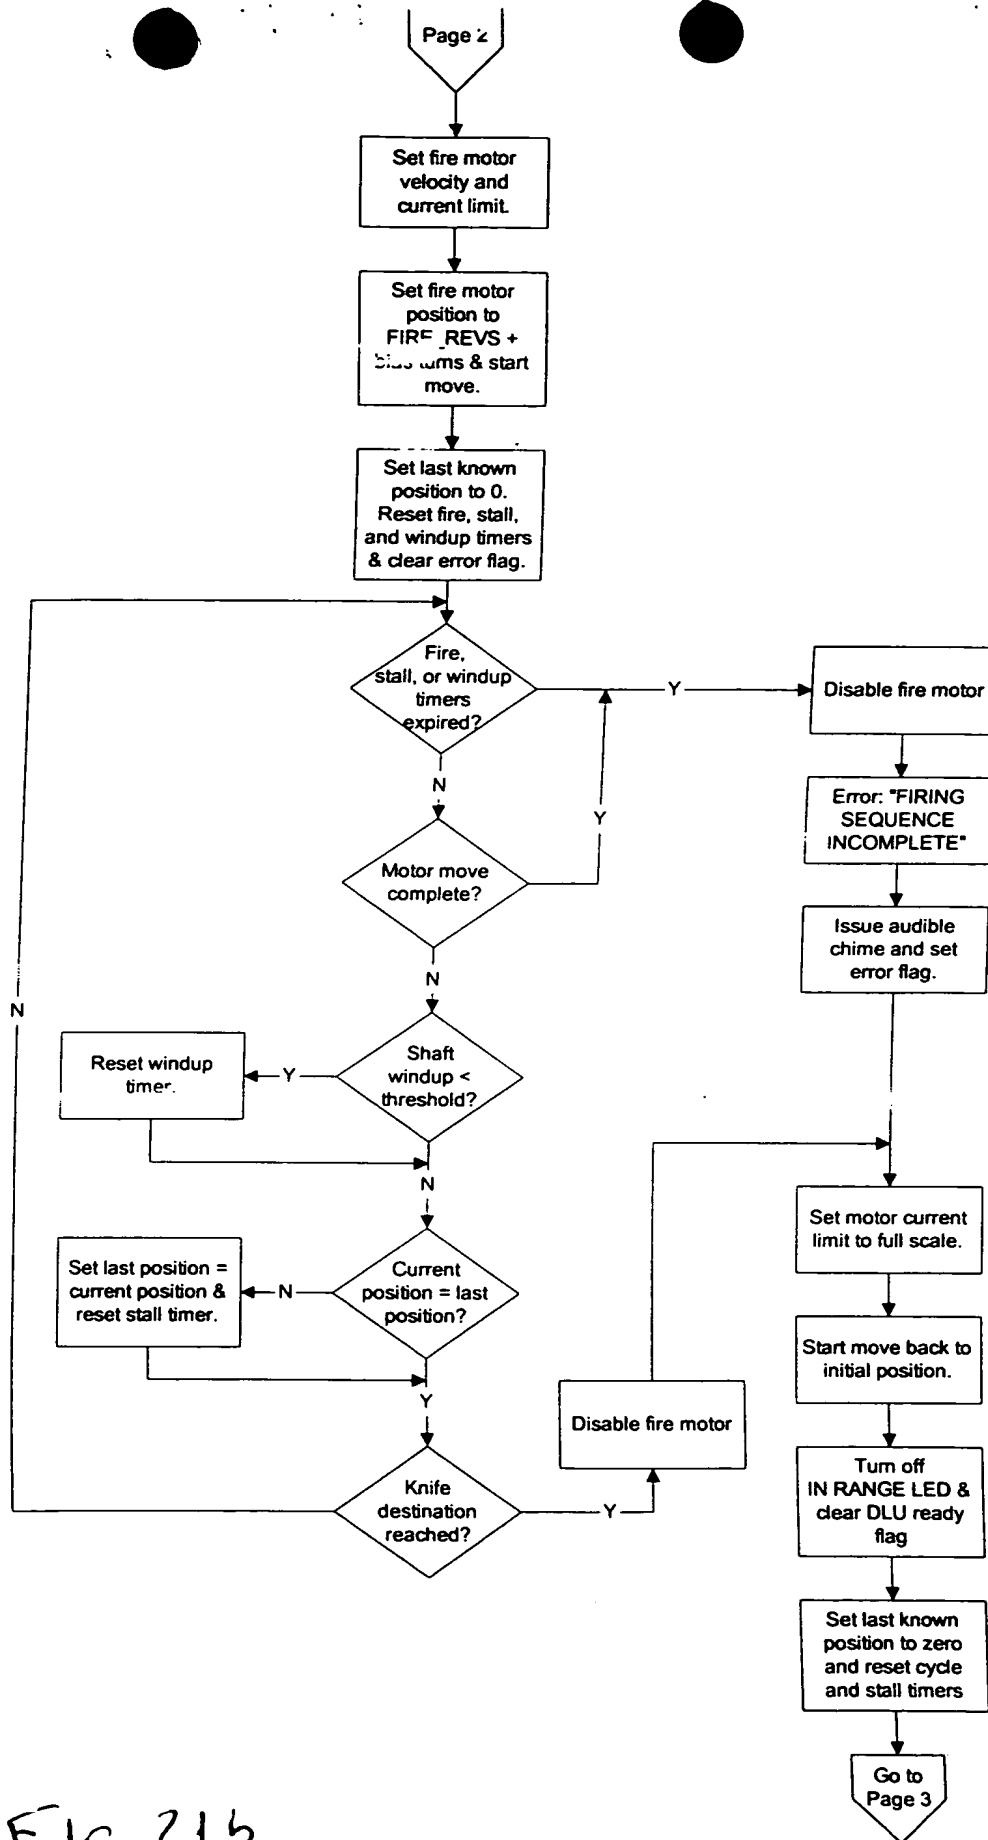 Page 2
Set fire motor
velocity and
current limit.
Set fire motor
position to
FIRE_REVS +
& start
move.
Set last known
position to 0.
Reset fire, stall,
and windup timers
& clear error flag.
Fire,
stall, or windup
timers
expired?
Y
Disable fire motor
N
Error: "FIRING
SEQUENCE
INCOMPLETE"
Y
Motor move
complete?
Issue audible
chime and set
error flag.
N
N
Shaft
windup <
threshold?
Y
Reset windup
timer.
N
Set motor current
limit to full scale.
Current
position = last
position?
N
Set last position =
current position &
reset stall timer.
Start move back to
initial position.
Y
Disable fire motor
Knife
destination
reached?
Y
Turn off
IN RANGE LED &
clear DLU ready
flag
Set last known
position to zero
and reset cycle
and stall timers
Go to
Page 3
FIG. 21b